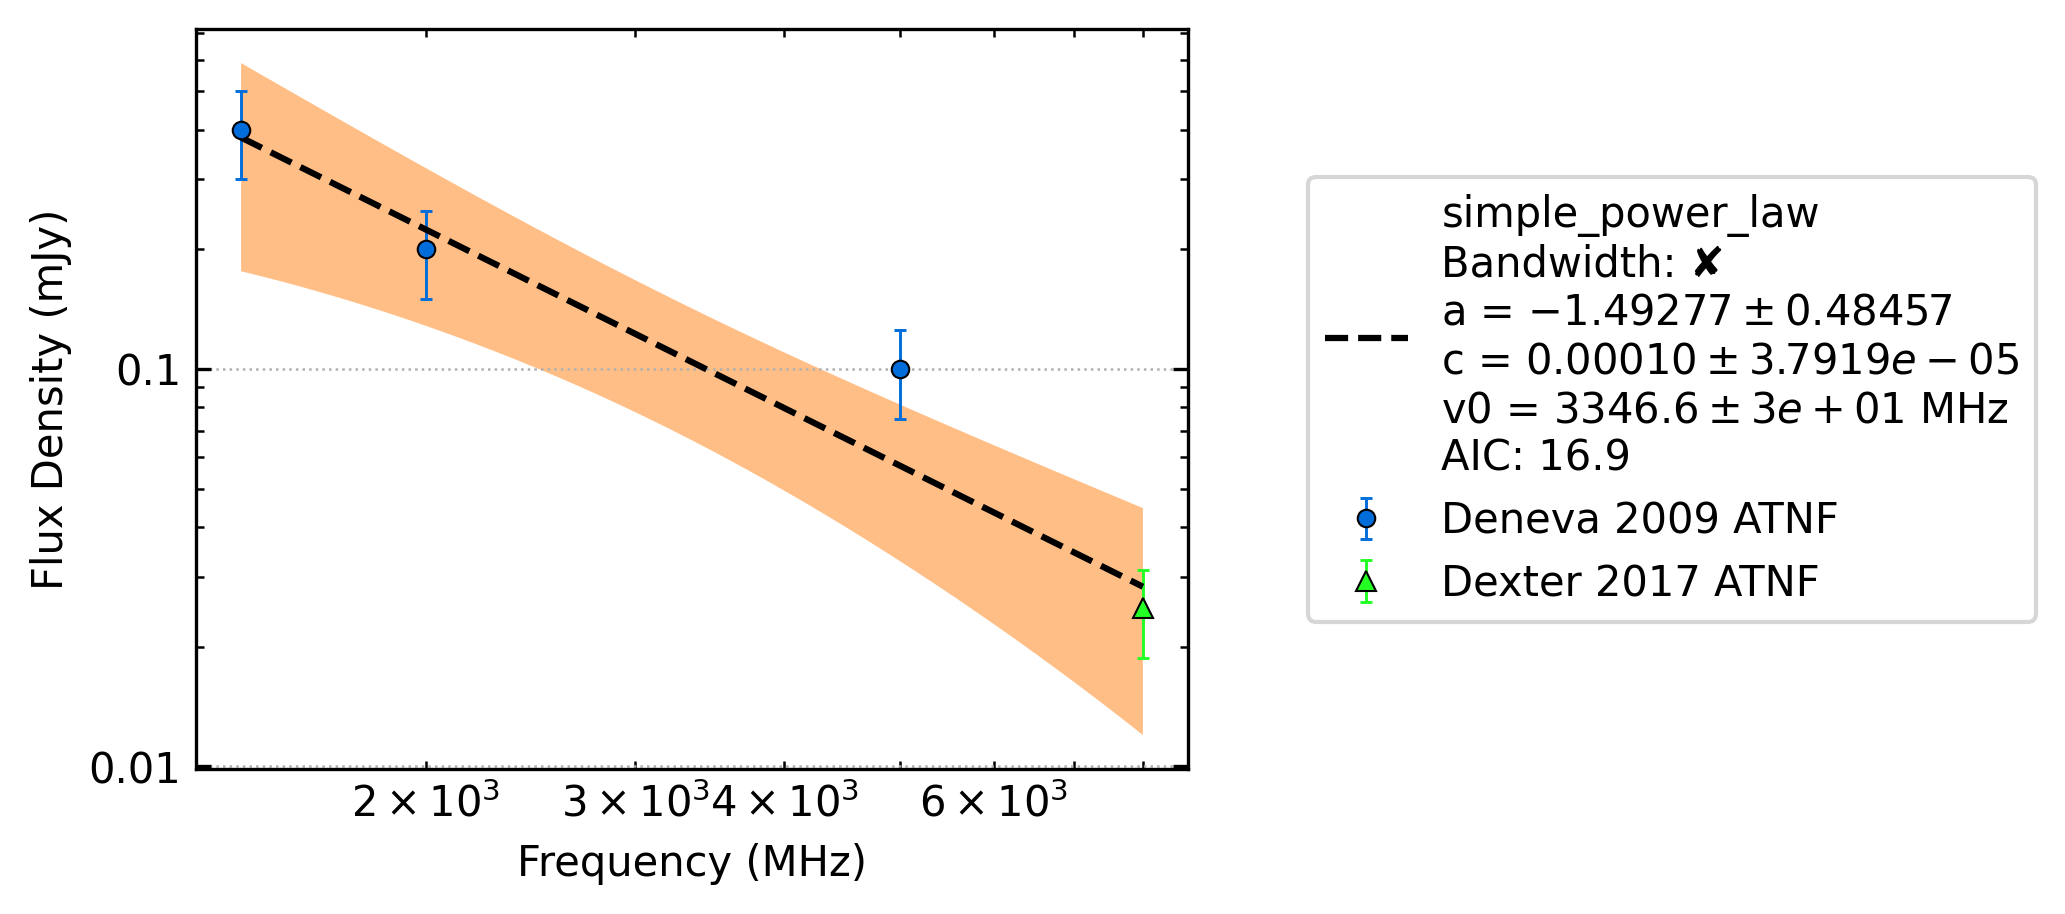 Flux Density (mJy)
0.1
0.01
2 × 10³
3 × 10³
4 × 10³
6 × 10³
Frequency (MHz)
simple_power_law
Bandwidth: ✘
a = −1.49277 ± 0.48457
c = 0.00010 ± 3.7919e − 05
v0 = 3346.6 ± 3e + 01 MHz
AIC: 16.9
Deneva 2009 ATNF
Dexter 2017 ATNF